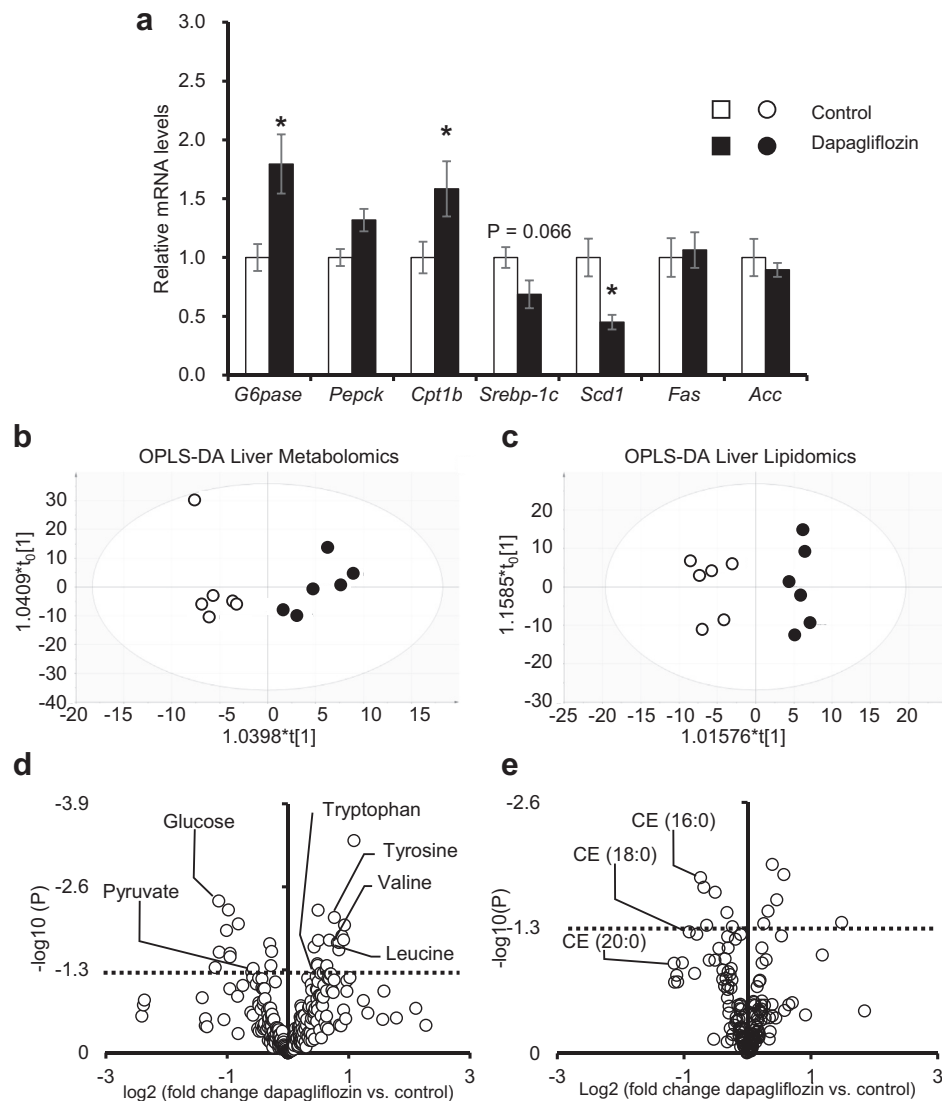 a
3.0
2.5
2.0
1.5
1.0
0.5
0.0
Relative mRNA levels
*
*
P = 0.066
*
Control
Dapagliflozin
G6pase Pepck Cpt1b Srebp-1c Scd1 Fas Acc
b
OPLS-DA Liver Metabolomics
30
20
10
0
-10
-20
-30
-40
1.0409*t0[1]
-20 -15 -10 -5 0 5 10 15
1.0398*t[1]
c
OPLS-DA Liver Lipidomics
20
10
0
-10
-20
-30
1.1585*t0[1]
-25 -20 -15 -10 -5 0 5 10 15 20
1.01576*t[1]
d
-3.9
-2.6
-1.3
0
-log10 (P)
Glucose
Pyruvate
Tryptophan
Tyrosine
Valine
Leucine
-3 -1 1 3
log2 (fold change dapagliflozin vs. control)
e
-2.6
-1.3
0
-log10(P)
CE (16:0)
CE (18:0)
CE (20:0)
-3 -1 1 3
Log2 (fold change dapagliflozin vs. control)